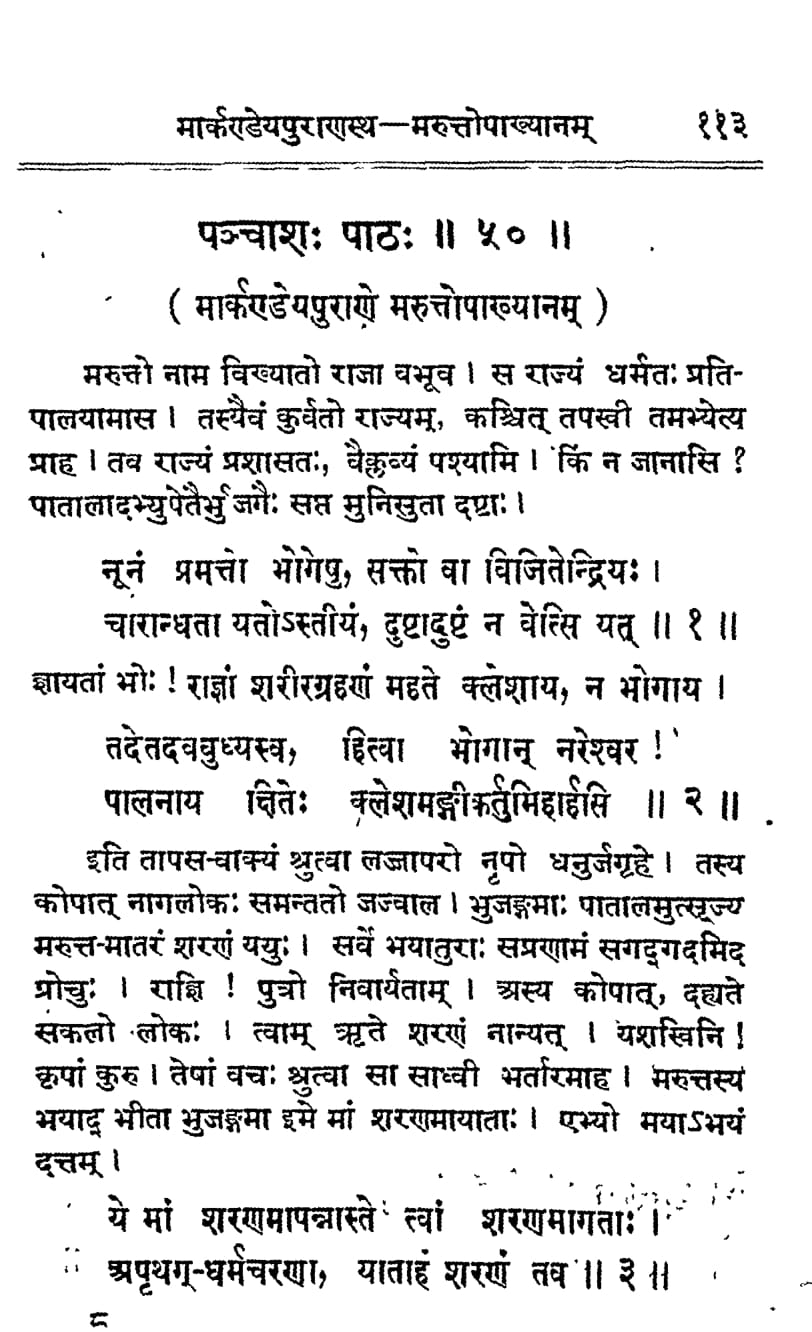 मार्कण्डेयपुराणस्थ—मरुत्तोपाख्यानम् ११३
पञ्चाशः पाठः ॥ ५० ॥
( मार्कण्डेयपुराणे मरुत्तोपाख्यानम् )
मरुत्तो नाम विख्यातो राजा वभूव । स राज्यं धर्मतः प्रति-
पालयामास । तस्यैवं कुर्वतो राज्यम्, कश्चित् तपस्वी तमभ्येत्य
प्राह । तव राज्यं प्रशासतः, वैक्लव्यं पश्यामि । किं न जानासि ?
पातालादभ्युपेतैर्भुजगैः सप्त मुनिसुता दष्टाः ।
नूनं प्रमत्तो भोगेषु, सक्तो वा विजितेन्द्रियः ।
चारान्धता यतोऽस्तीयं, दुष्टादुष्टं न वेत्सि यत् ॥ १ ॥
ज्ञायतां भोः ! राज्ञां शरीरग्रहणं महते क्लेशाय, न भोगाय ।
तदेतदववुध्यस्व, हित्वा भोगान् नरेश्वर !
पालनाय क्षितेः क्लेशमङ्गीकर्तुमिहार्हसि ॥ २ ॥
इति तापस-वाक्यं श्रुत्वा लज्जापरो नृपो धनुर्जगृहे । तस्य
कोपात् नागलोकः समन्ततो जज्वाल । भुजङ्गमाः पातालमुत्सृज्य
मरुत्त-मातरं शरणं ययुः । सर्वे भयातुराः सप्रणामं सगद्गदमिद
प्रोचुः । राज्ञि ! पुत्रो निवार्यताम् । अस्य कोपात्, दह्यते
सकलो लोकः । त्वाम् ऋते शरणं नान्यत् । यशस्विनि !
कृपां कुरु । तेषां वचः श्रुत्वा सा साध्वी भर्तारमाह । मरुत्तस्य
भयाद् भीता भुजङ्गमा इमे मां शरणमायाताः । एभ्यो मयाऽभयं
दत्तम् ।
ये मां शरणमापन्नास्ते त्वां शरणमागताः ।
अपृथग्-धर्मचरणा, याताहं शरणं तव ॥ ३ ॥
८